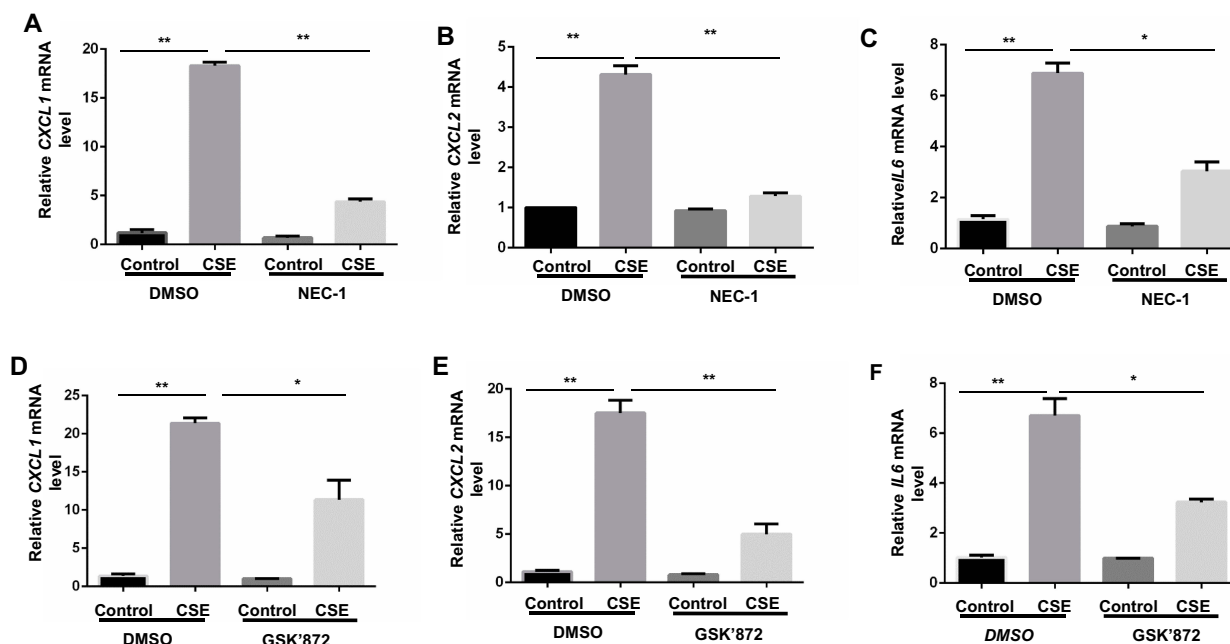 A
Relative CXCL1 mRNA
level
20
15
10
5
0
**
**
Control CSE Control CSE
DMSO NEC-1
B
Relative CXCL2 mRNA
level
5
4
3
2
1
0
**
**
Control CSE Control CSE
DMSO NEC-1
C
RelativeIL6 mRNA level
8
6
4
2
0
**
*
Control CSE Control CSE
DMSO NEC-1
D
Relative CXCL1 mRNA
level
25
20
15
10
5
0
**
*
Control CSE Control CSE
DMSO GSK'872
E
Relative CXCL2 mRNA
level
20
15
10
5
0
**
**
Control CSE Control CSE
DMSO GSK'872
F
Relative IL6 mRNA
level
8
6
4
2
0
**
*
Control CSE Control CSE
DMSO GSK'872